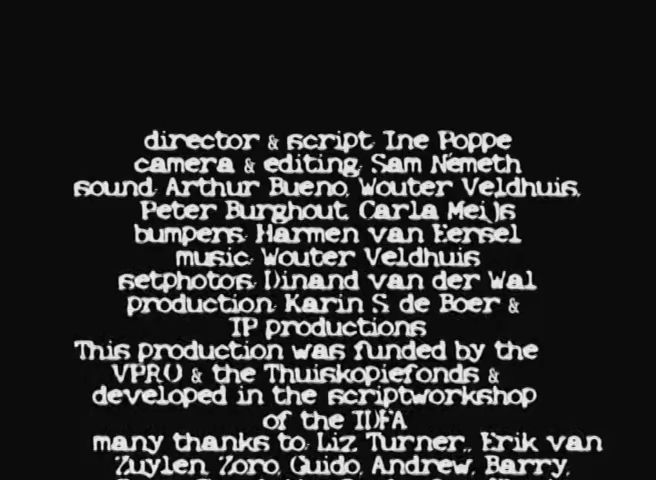 director & script: Ine Poppe
camera & editing: Sam Nemeth
sound: Arthur Bueno, Wouter Veldhuis,
Peter Burghout, Carla Meijs
bumpers: Harmen van Eersel
music: Wouter Veldhuis
setphotos: Dinand van der Wal
production: Karin S. de Boer &
IP productions
This production was funded by the
VPRO & the Thuiskopiefonds &
developed in the scriptworkshop
of the IDFA
many thanks to: Liz Turner,, Erik van
Zuylen, Zoro, Guido, Andrew, Barry,